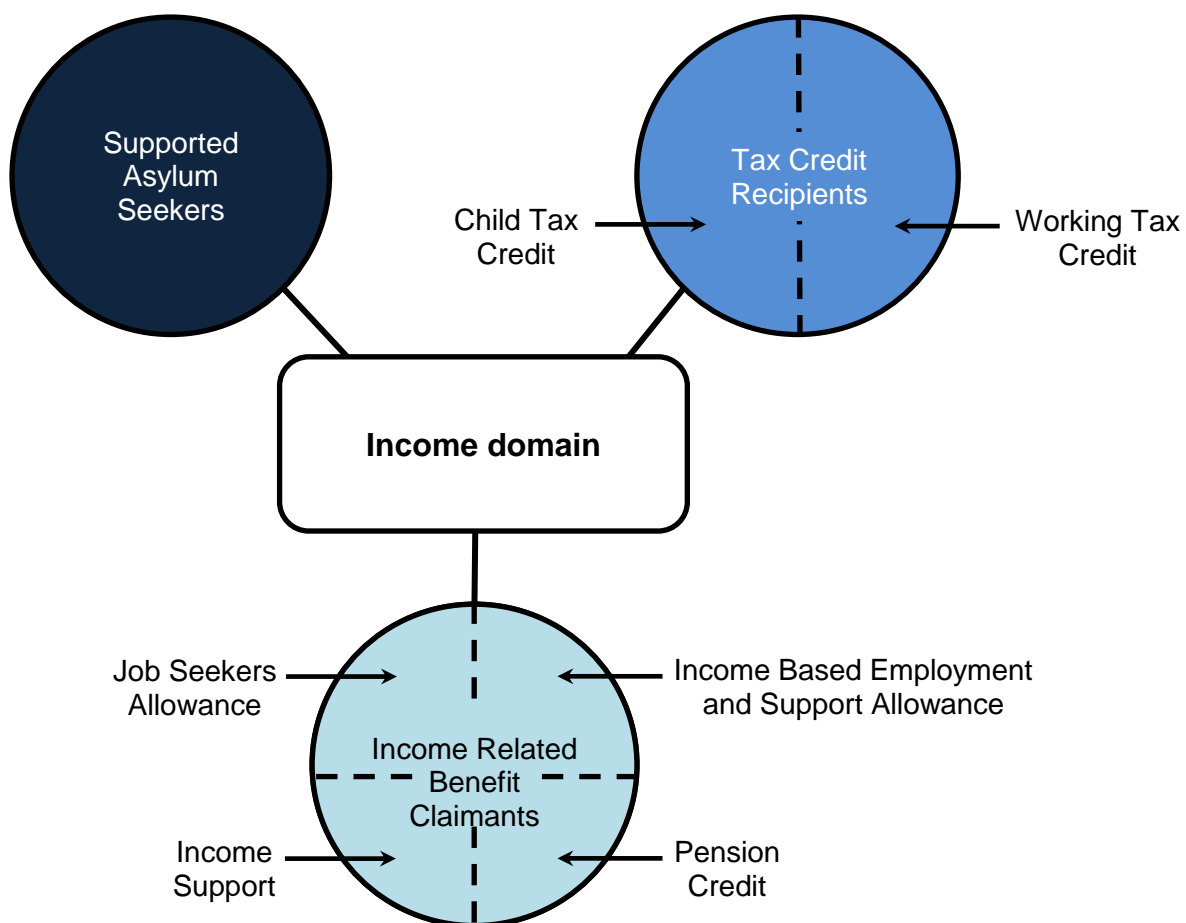 Supported
Asylum
Seekers
Tax Credit
Recipients
Child Tax
Credit
Working Tax
Credit
Income domain
Job Seekers
Allowance
Income Based Employment
and Support Allowance
Income Related
Benefit
Claimants
Income
Support
Pension
Credit